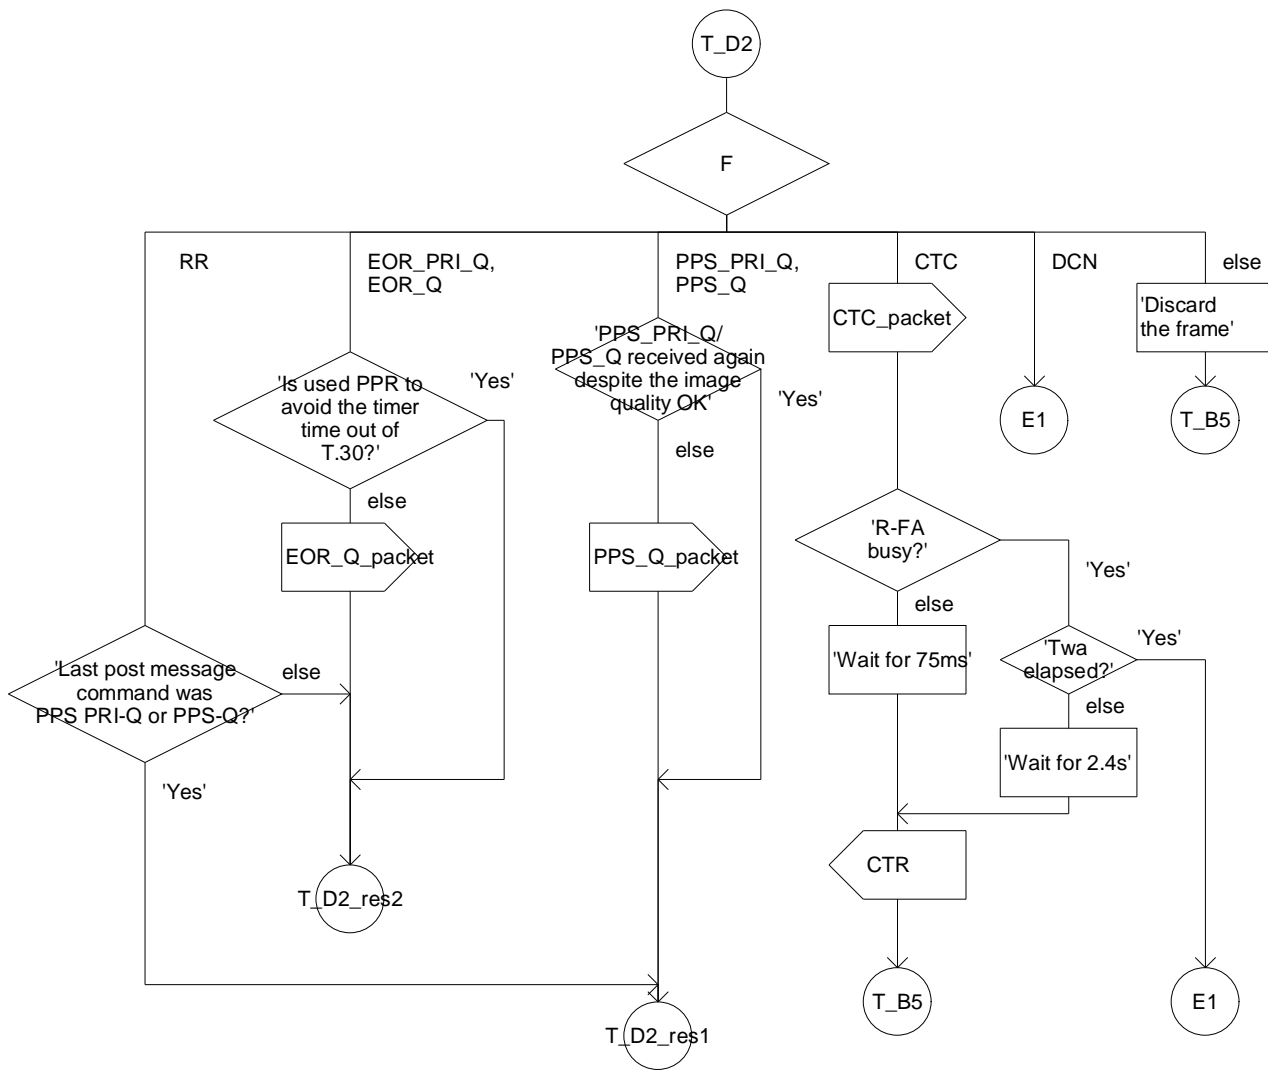 T_D2
F
RR
EOR_PRI_Q,
EOR_Q
PPS_PRI_Q,
PPS_Q
CTC
DCN
else
CTC_packet
'Discard
the frame'
'PPS_PRI_Q/
PPS_Q received again
despite the image
quality OK'
'Yes'
'Is used PPR to
avoid the timer
time out of
T.30?'
'Yes'
E1
T_B5
else
else
EOR_Q_packet
PPS_Q_packet
'R-FA
busy?'
'Yes'
else
'Last post message
command was
PPS PRI-Q or PPS-Q?'
else
'Yes'
'Wait for 75ms'
'Twa
elapsed?'
'Yes'
else
'Wait for 2.4s'
CTR
T_D2_res2
T_B5
E1
T_D2_res1